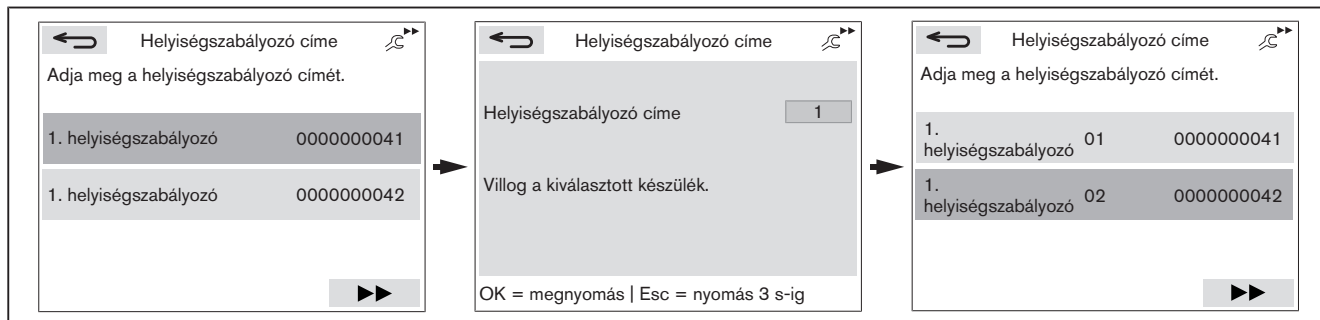 Helyiségszabályozó címe
Adja meg a helyiségszabályozó címét.
1. helyiségszabályozó 0000000041
1. helyiségszabályozó 0000000042
Helyiségszabályozó címe
Helyiségszabályozó címe 1
Villog a kiválasztott készülék.
OK = megnyomás | Esc = nyomás 3 s-ig
Helyiségszabályozó címe
Adja meg a helyiségszabályozó címét.
1.
helyiségszabályozó 01 0000000041
1.
helyiségszabályozó 02 0000000042